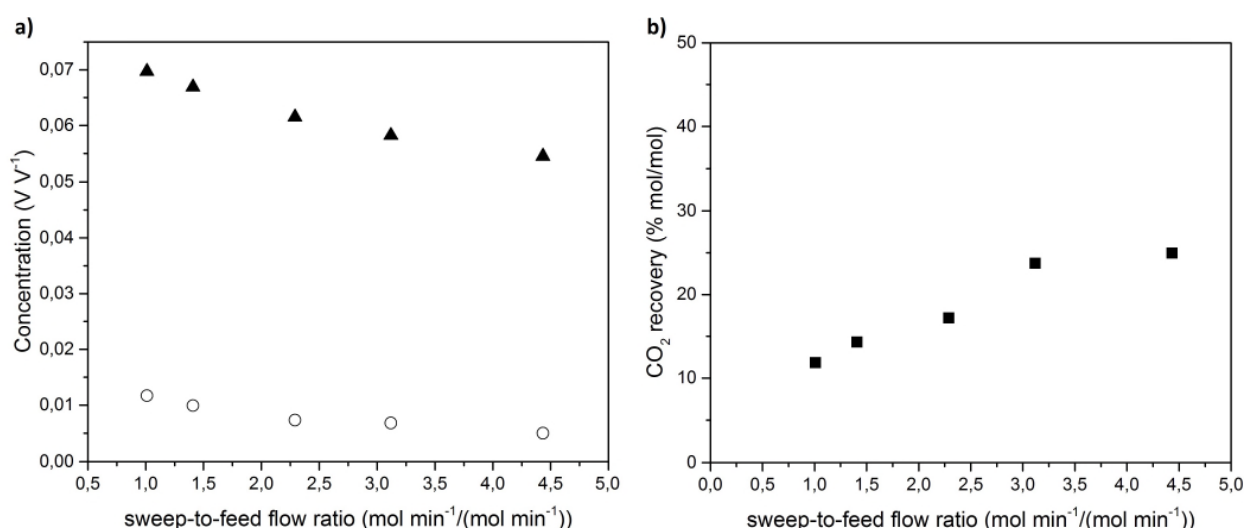 a)
Concentration (V V⁻¹)
0,07
0,06
0,05
0,04
0,03
0,02
0,01
0,00
0,5 1,0 1,5 2,0 2,5 3,0 3,5 4,0 4,5 5,0
sweep-to-feed flow ratio (mol min⁻¹/(mol min⁻¹))
b)
CO₂ recovery (% mol/mol)
50
40
30
20
10
0
0,0 0,5 1,0 1,5 2,0 2,5 3,0 3,5 4,0 4,5 5,0
sweep-to-feed flow ratio (mol min⁻¹/(mol min⁻¹))